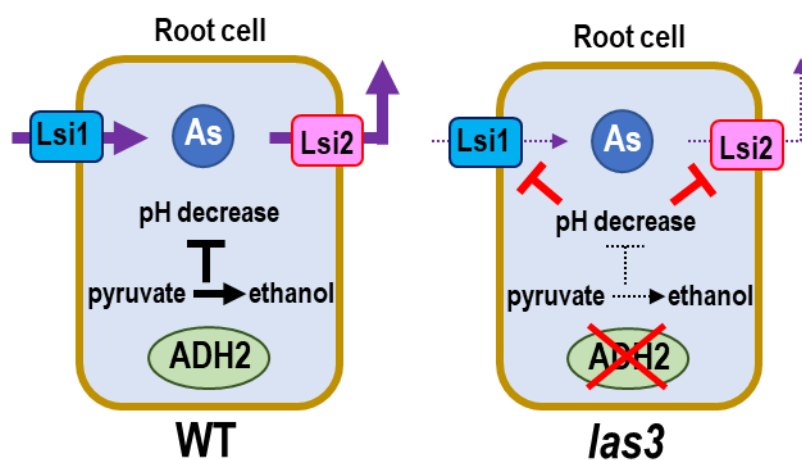 Root cell
Lsi1
As
Lsi2
pH decrease
pyruvate
ethanol
ADH2
WT
Root cell
Lsi1
As
Lsi2
pH decrease
pyruvate
ethanol
ADH2
las3